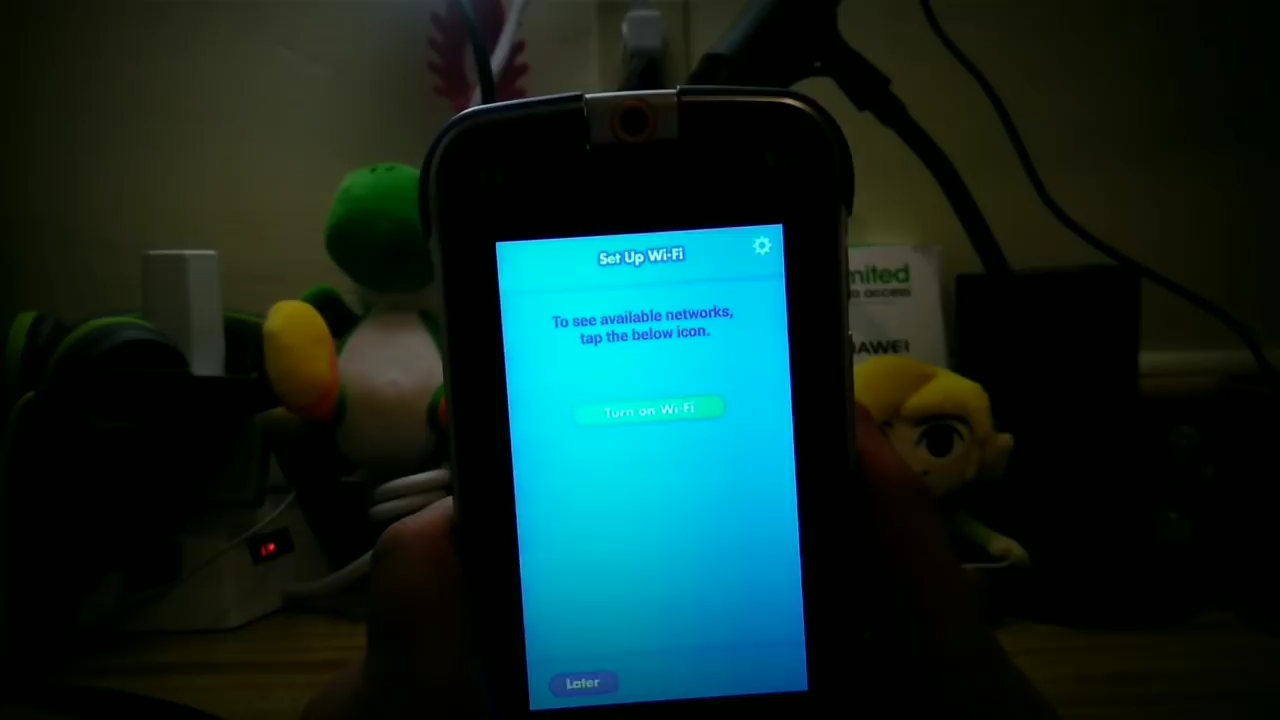 Set Up Wi-Fi
To see available networks,
tap the below icon.
Turn on Wi-Fi
Later